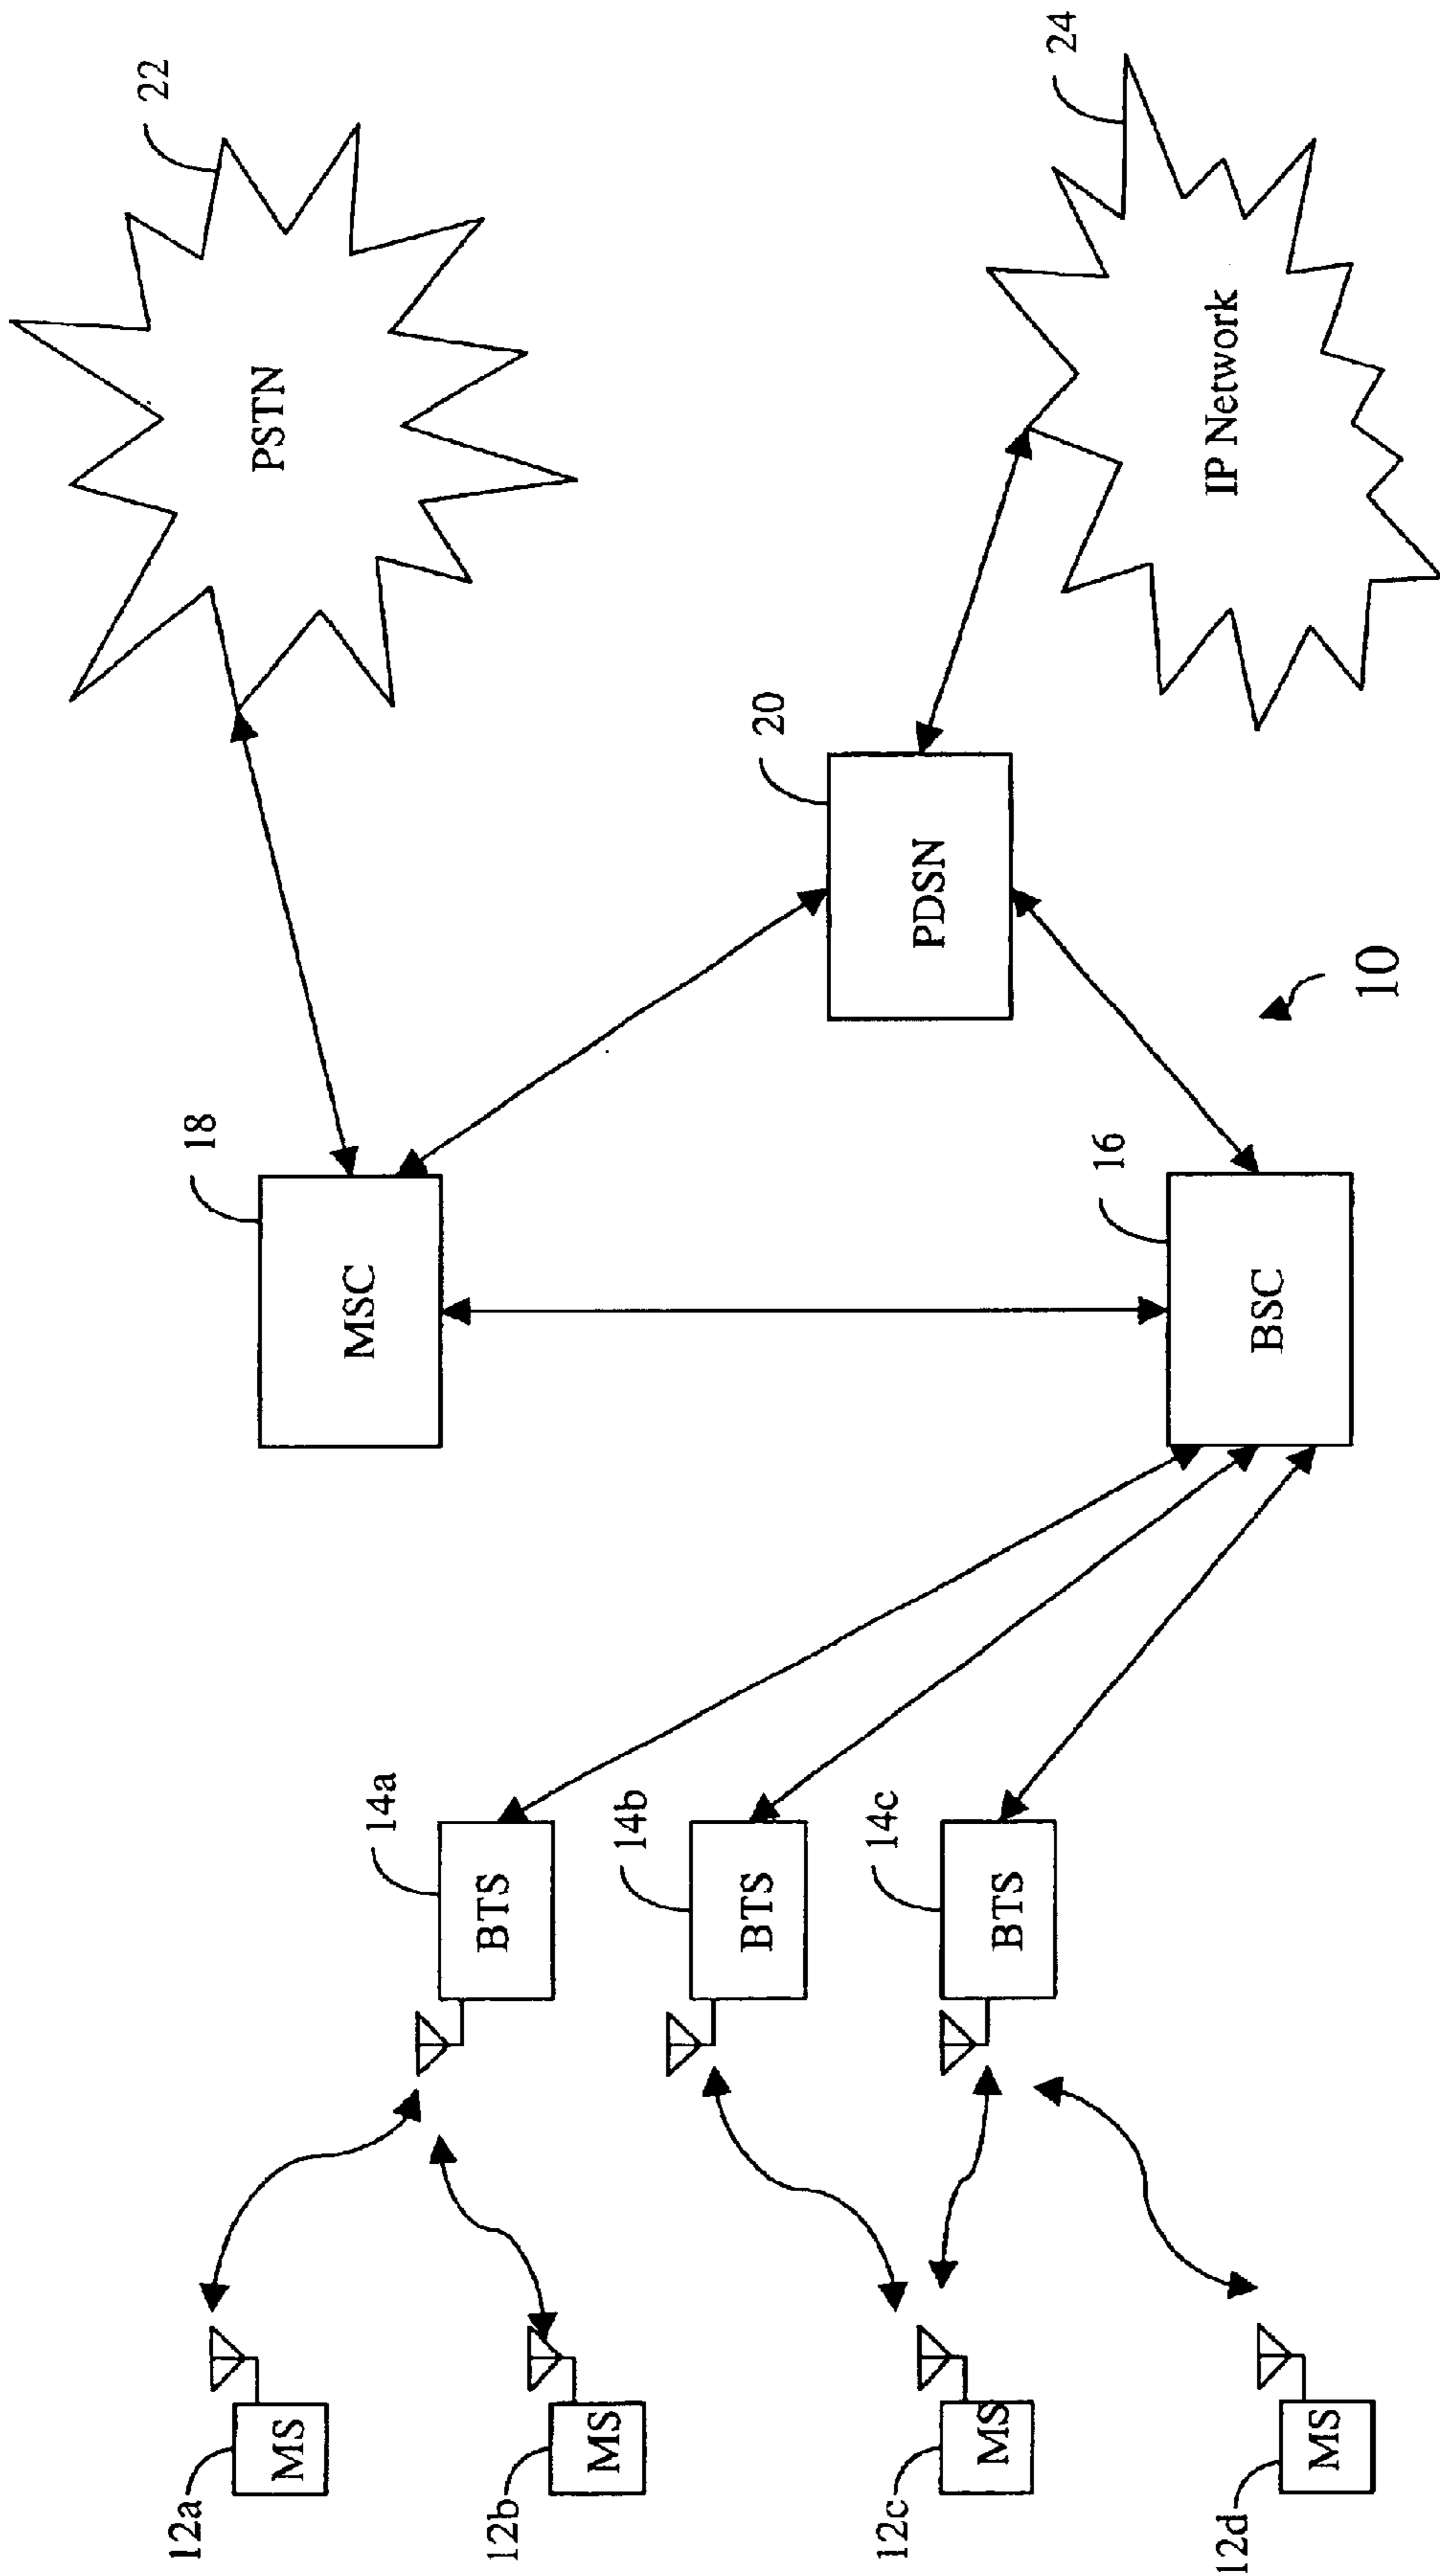 12a
MS
12b
MS
12c
MS
12d
MS
14a
BTS
14b
BTS
14c
BTS
18
MSC
16
BSC
10
20
PDSN
22
PSTN
24
IP Network